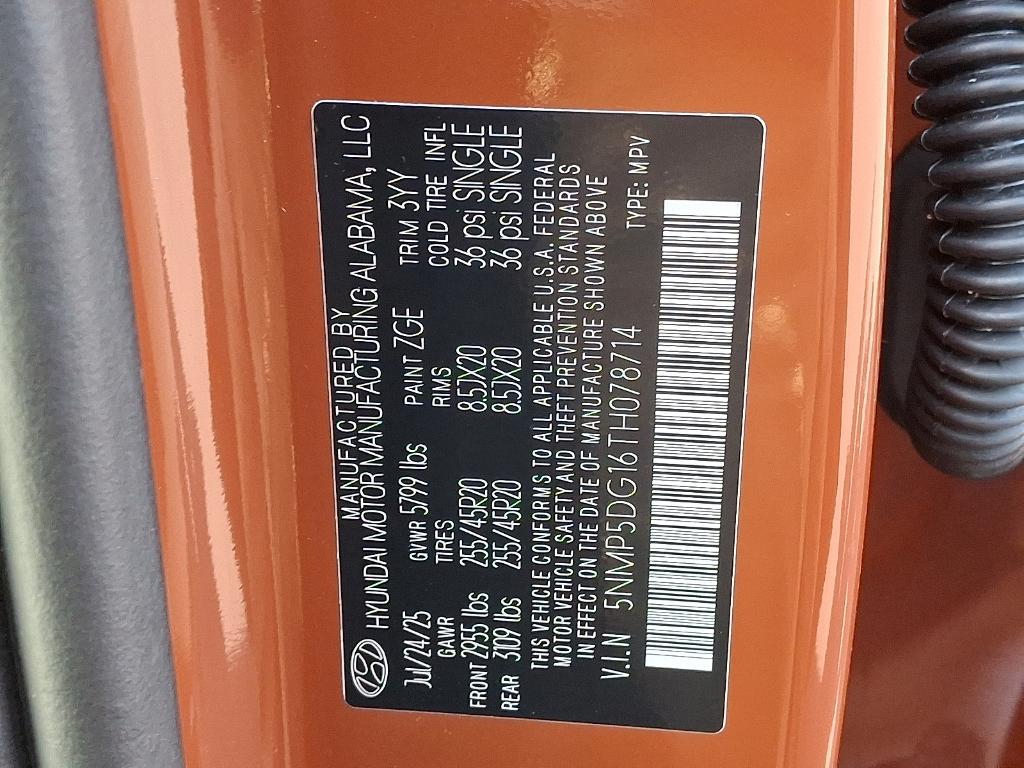 MANUFACTURED BY
HYUNDAI MOTOR MANUFACTURING ALABAMA, LLC
Jul/24/25 GVWR 5799 lbs PAINT ZGE TRIM 3YY
GAWR TIRES RIMS COLD TIRE INFL
FRONT 2955 lbs 255/45R20 8.5JX20 36 psi SINGLE
REAR 3109 lbs 255/45R20 8.5JX20 36 psi SINGLE
THIS VEHICLE CONFORMS TO ALL APPLICABLE U.S.A. FEDERAL
MOTOR VEHICLE SAFETY AND THEFT PREVENTION STANDARDS
IN EFFECT ON THE DATE OF MANUFACTURE SHOWN ABOVE
V.I.N 5NMP5DG16TH078714 TYPE: MPV